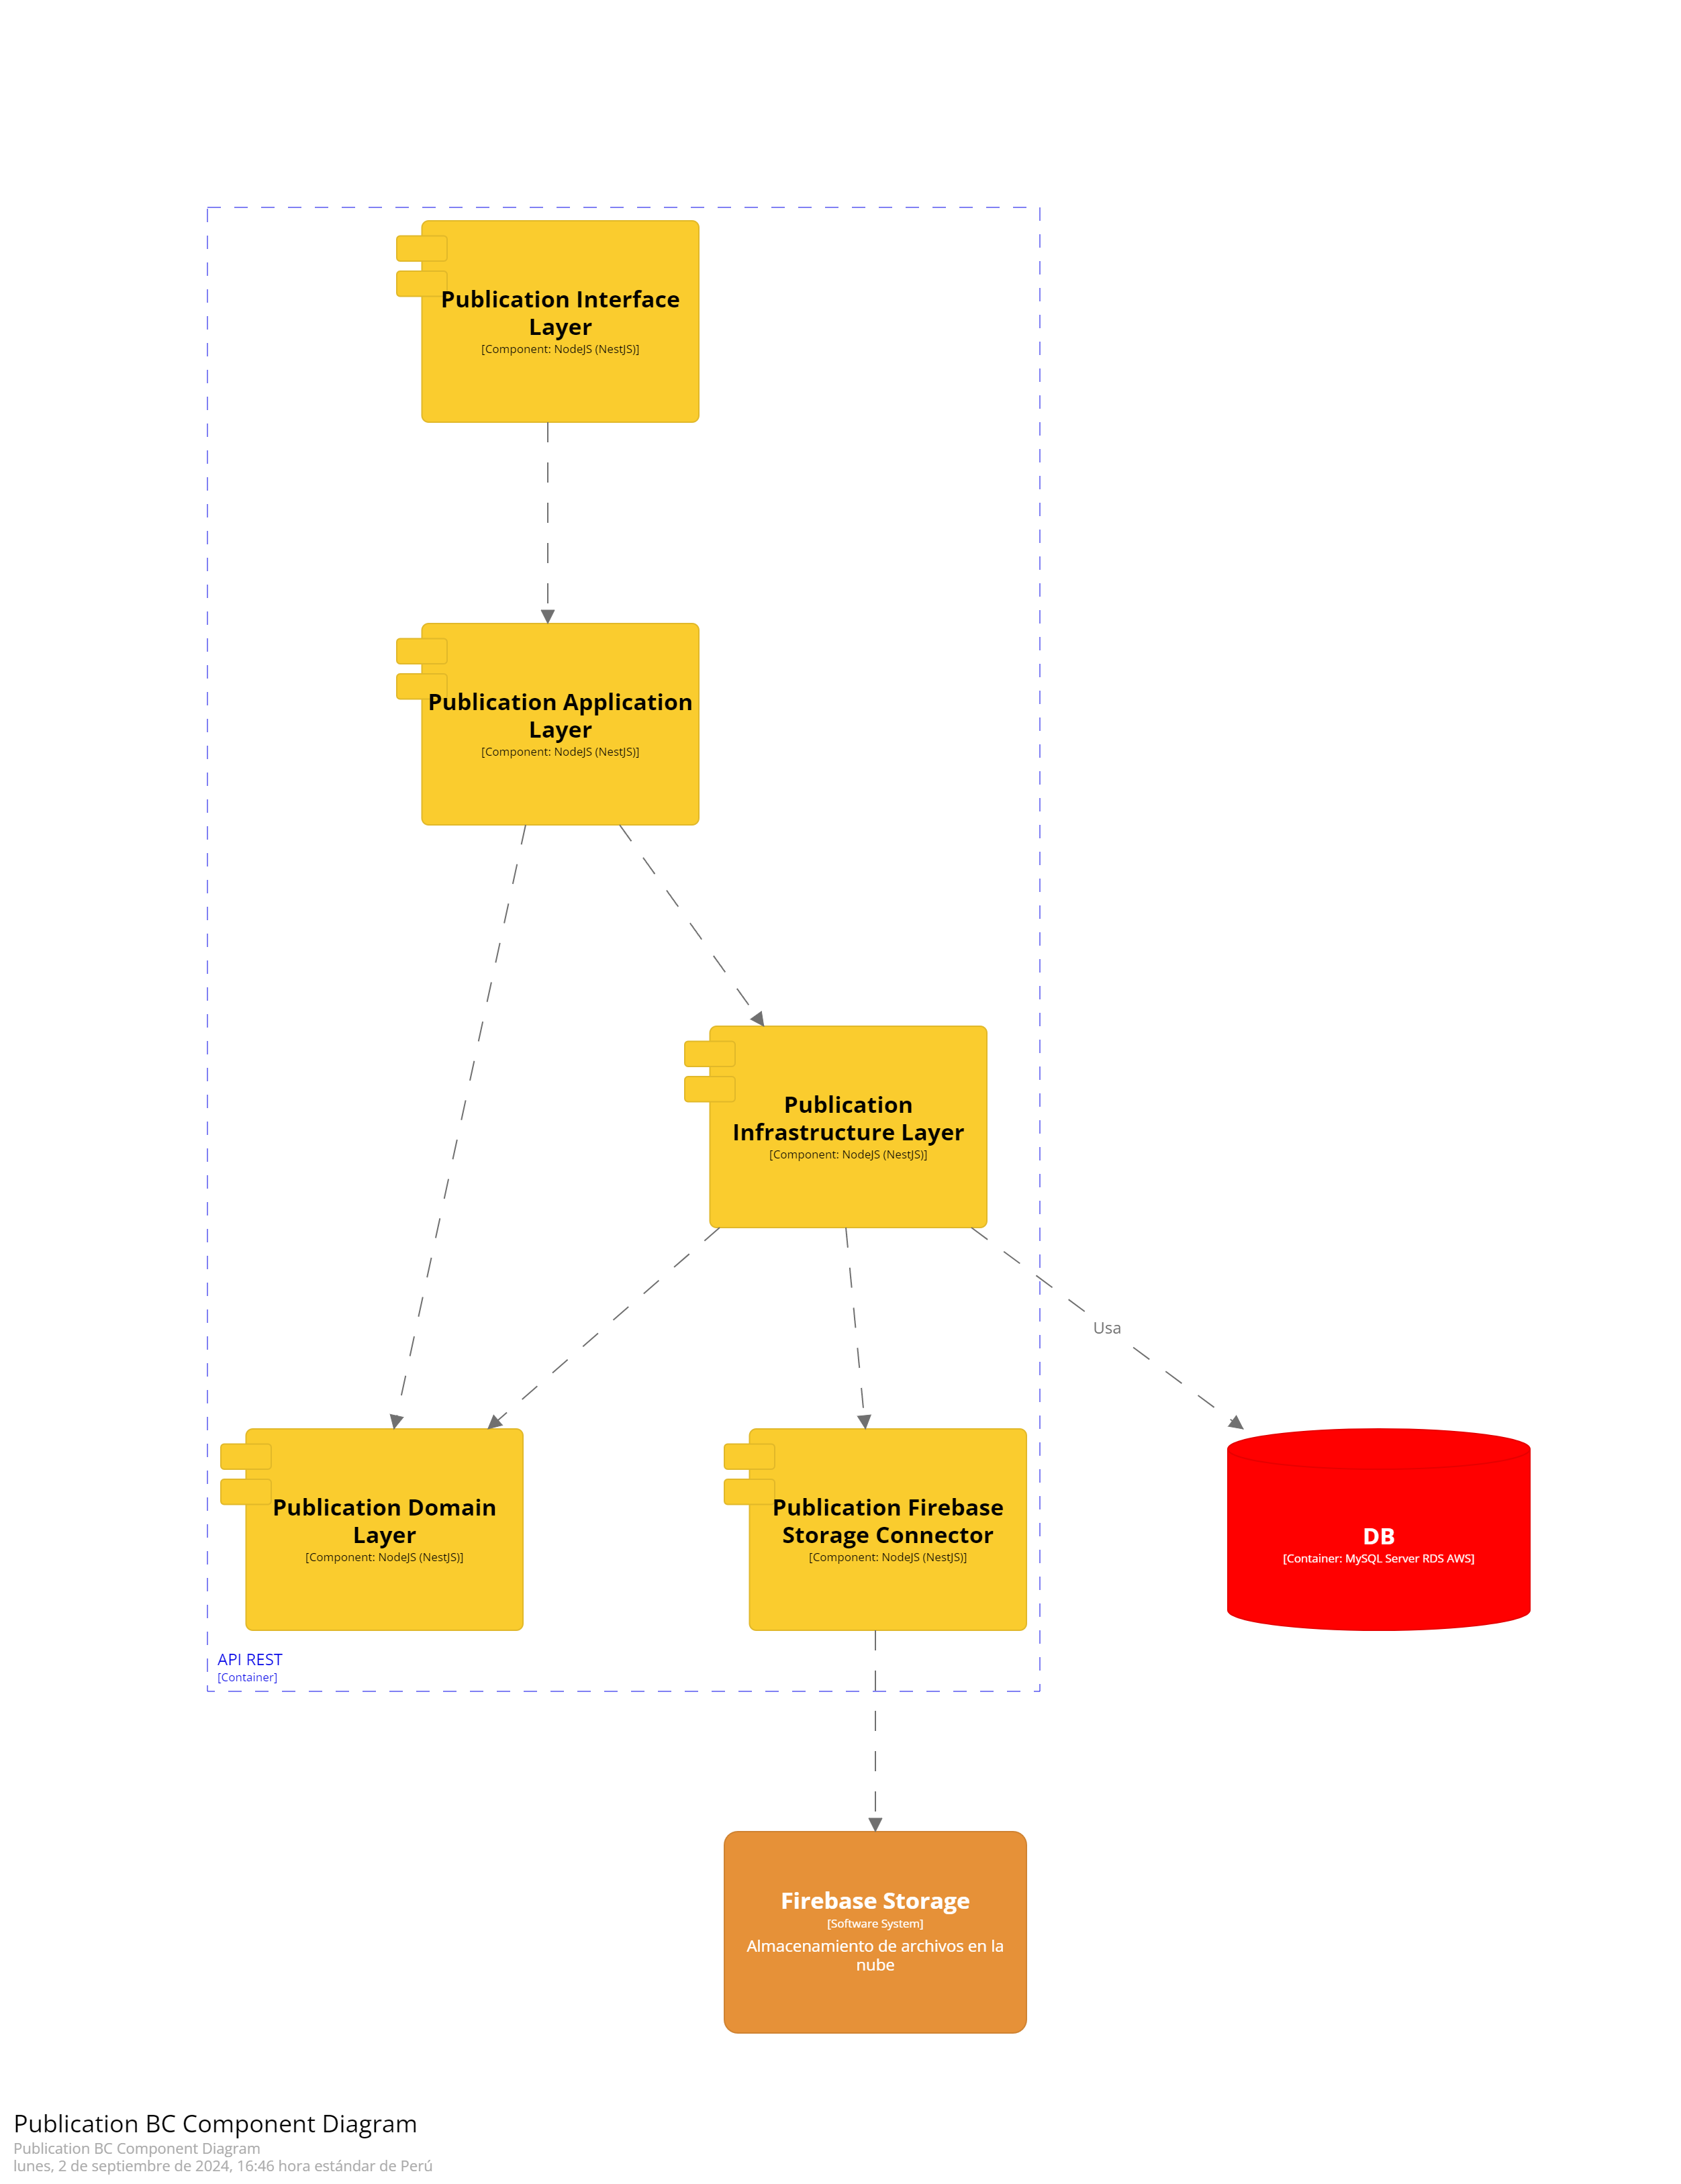 Publication Interface
Layer
[Component: NodeJS (NestJS)]
Publication Application
Layer
[Component: NodeJS (NestJS)]
Publication
Infrastructure Layer
[Component: NodeJS (NestJS)]
Usa
Publication Domain
Layer
[Component: NodeJS (NestJS)]
Publication Firebase
Storage Connector
[Component: NodeJS (NestJS)]
DB
[Container: MySQL Server RDS AWS]
API REST
[Container]
Firebase Storage
[Software System]
Almacenamiento de archivos en la
nube
Publication BC Component Diagram
Publication BC Component Diagram
lunes, 2 de septiembre de 2024, 16:46 hora estándar de Perú